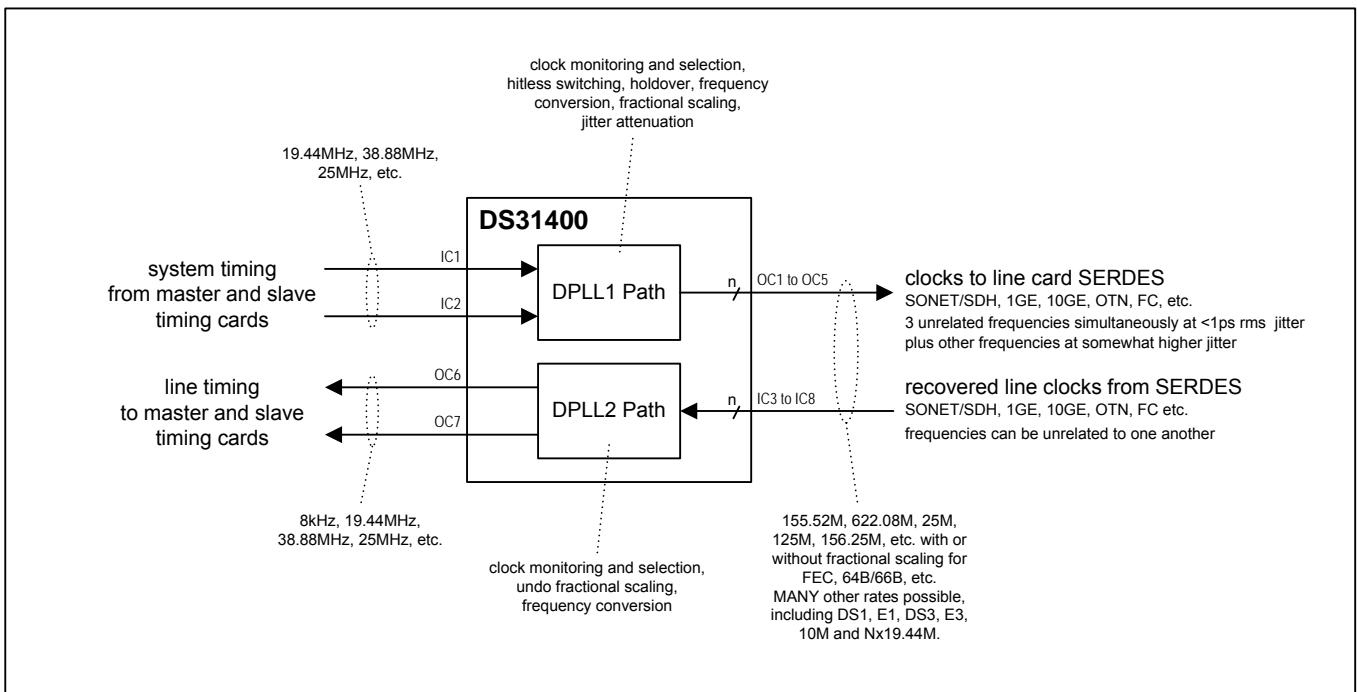 clock monitoring and selection,
hitless switching, holdover, frequency
conversion, fractional scaling,
jitter attenuation
19.44MHz, 38.88MHz,
25MHz, etc.
DS31400
system timing
from master and slave
timing cards
IC1
IC2
DPLL1 Path
n
OC1 to OC5
clocks to line card SERDES
SONET/SDH, 1GE, 10GE, OTN, FC, etc.
3 unrelated frequencies simultaneously at <1ps rms jitter
plus other frequencies at somewhat higher jitter
line timing
to master and slave
timing cards
OC6
OC7
DPLL2 Path
n
IC3 to IC8
recovered line clocks from SERDES
SONET/SDH, 1GE, 10GE, OTN, FC etc.
frequencies can be unrelated to one another
8kHz, 19.44MHz,
38.88MHz, 25MHz, etc.
clock monitoring and selection,
undo fractional scaling,
frequency conversion
155.52M, 622.08M, 25M,
125M, 156.25M, etc. with or
without fractional scaling for
FEC, 64B/66B, etc.
MANY other rates possible,
including DS1, E1, DS3, E3,
10M and Nx19.44M.